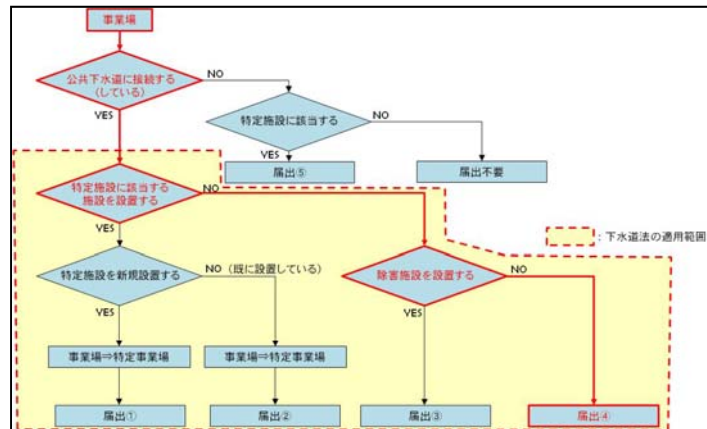 事業場
公共下水道に接続する
(している)
NO
YES
特定施設に該当する
NO
YES
届出⑤
届出不要
特定施設に該当する
施設を設置する
NO
YES
:下水道法の適用範囲
特定施設を新規設置する
NO(既に設置している)
YES
除害施設を設置する
NO
YES
事業場⇒特定事業場
事業場⇒特定事業場
届出①
届出②
届出③
届出④